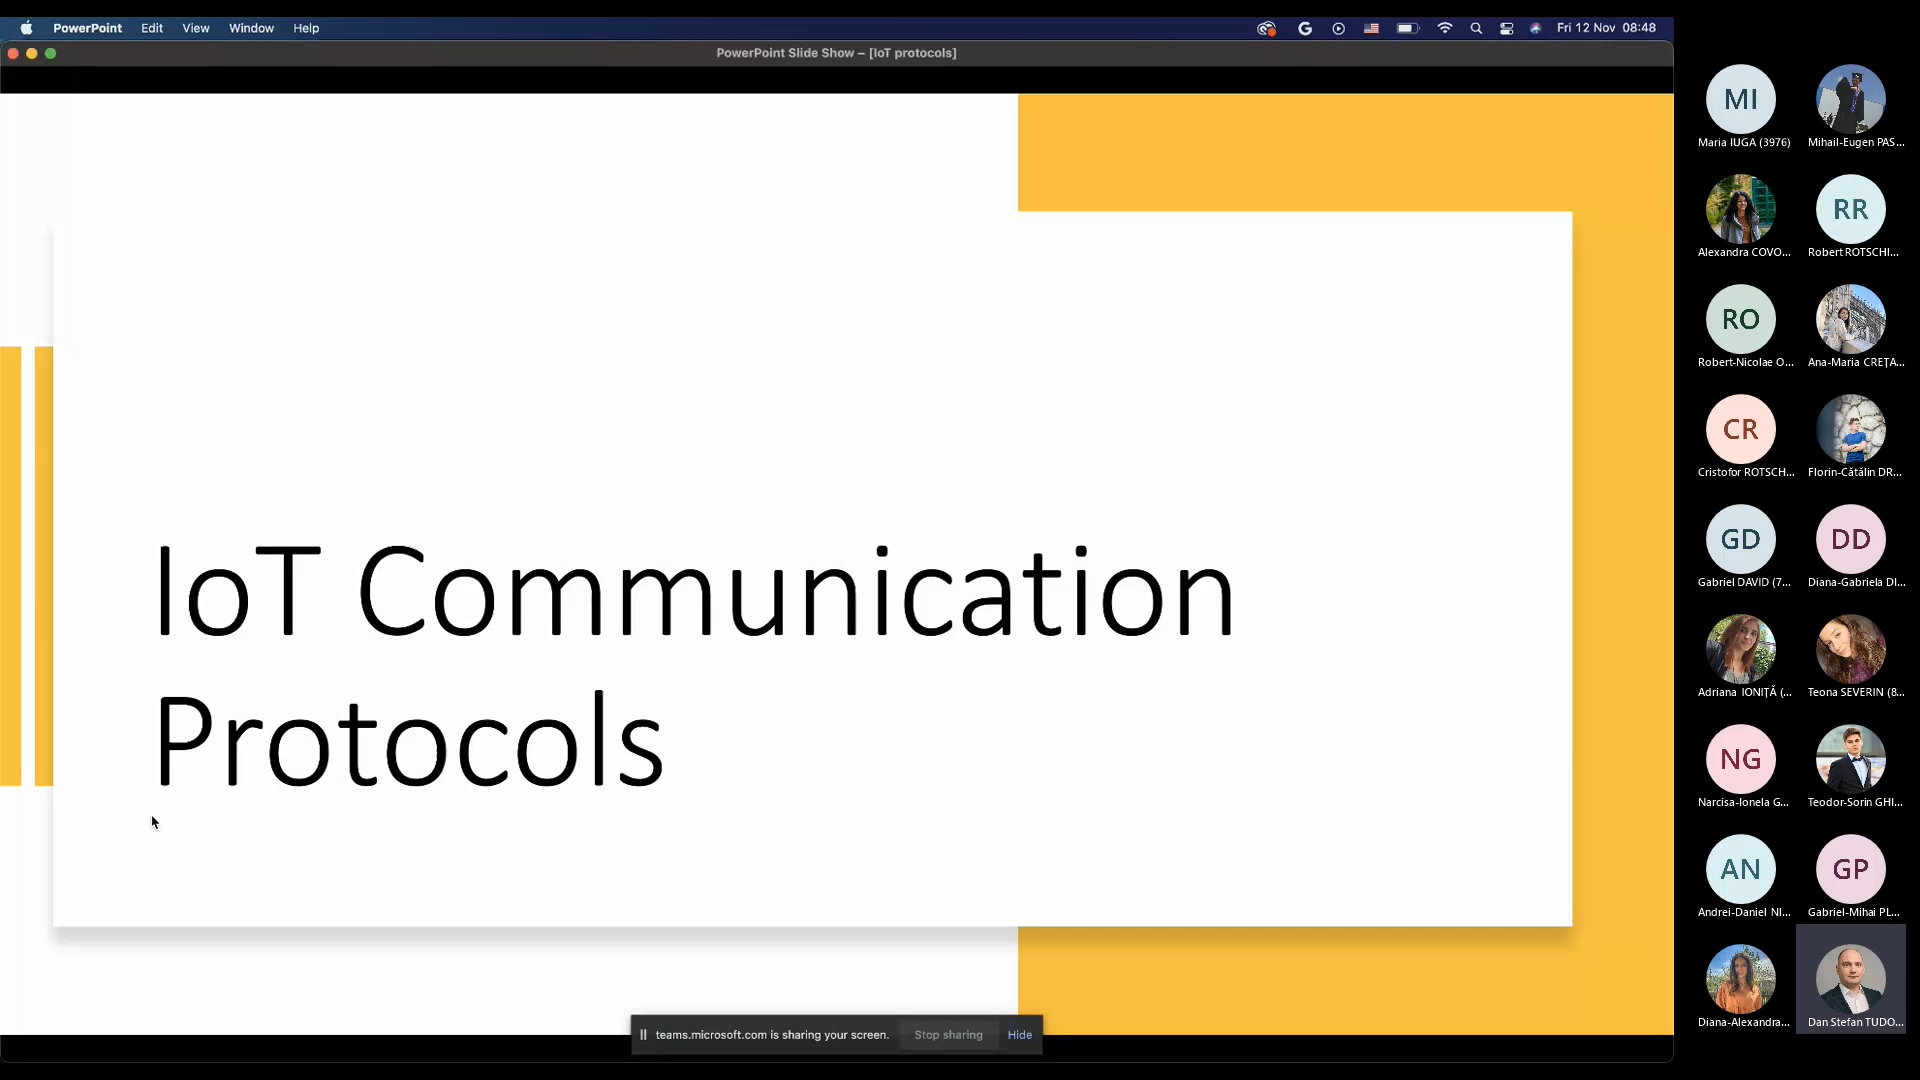 PowerPoint Edit View Window Help
Fri 12 Nov 08:48
PowerPoint Slide Show – [IoT protocols]
IoT Communication
Protocols
teams.microsoft.com is sharing your screen. Stop sharing Hide
MI
Maria IUGA (3976) Mihail-Eugen PAS...
RR
Alexandra COVO... Robert ROTSCHI...
RO
Robert-Nicolae O... Ana-Maria CREȚA...
CR
Cristofor ROTSCH... Florin-Cătălin DR...
GD DD
Gabriel DAVID (7... Diana-Gabriela DI...
Adriana IONIȚĂ (... Teona SEVERIN (8...
NG
Narcisa-Ionela G... Teodor-Sorin GHI...
AN GP
Andrei-Daniel NI... Gabriel-Mihai PL...
Diana-Alexandra... Dan Stefan TUDO...